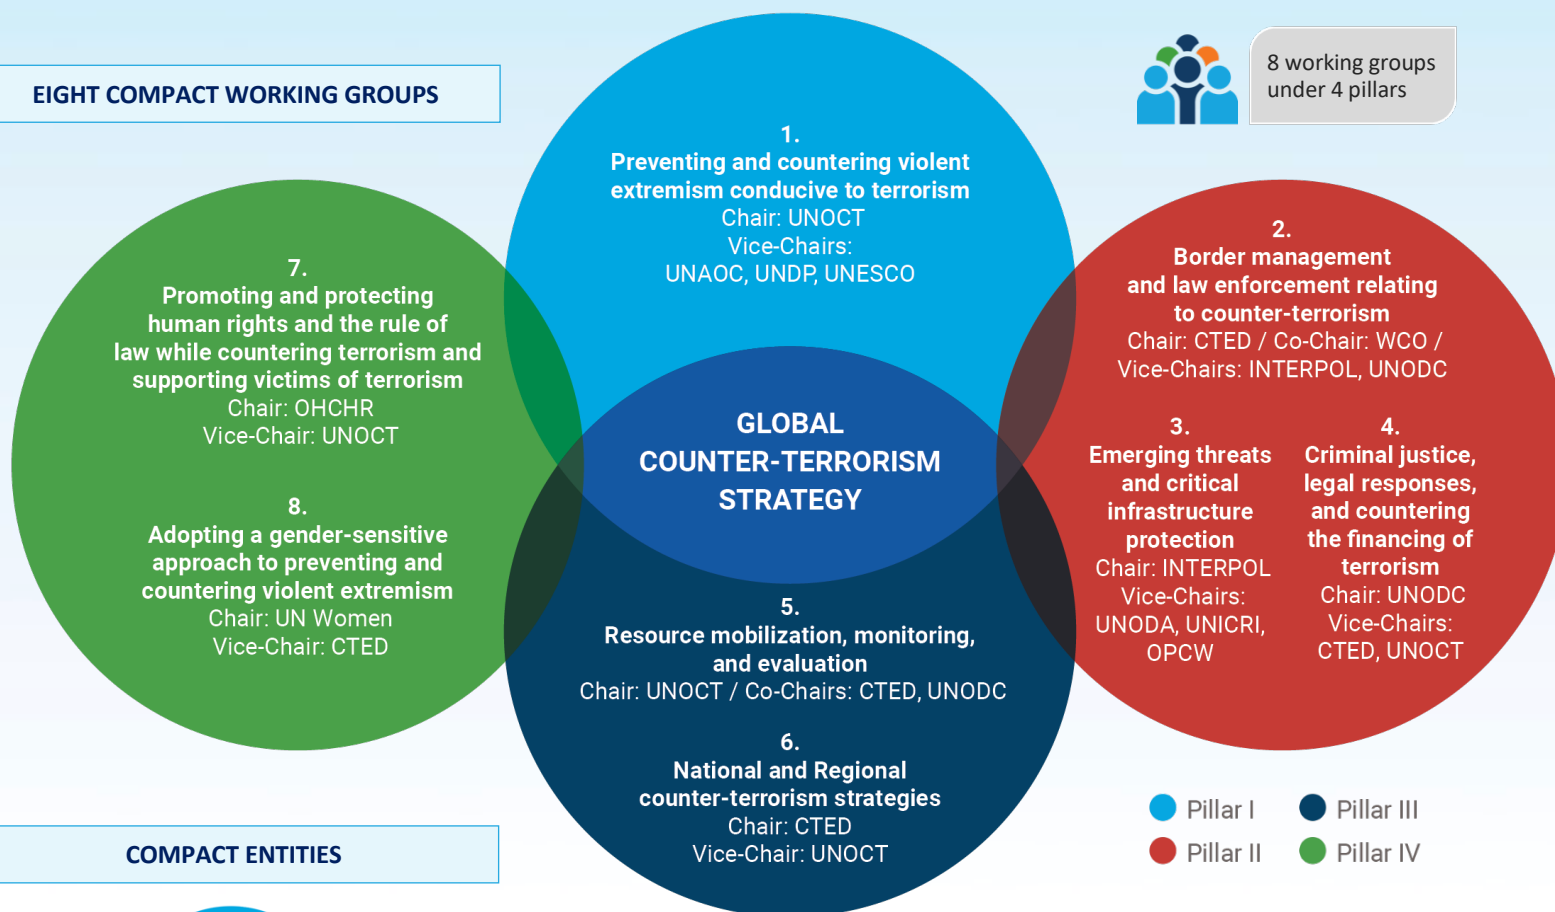 EIGHT COMPACT WORKING GROUPS
8 working groups
under 4 pillars
1.
Preventing and countering violent
extremism conducive to terrorism
Chair: UNOCT
Vice-Chairs:
UNAOC, UNDP, UNESCO
2.
Border management
and law enforcement relating
to counter-terrorism
Chair: CTED / Co-Chair: WCO /
Vice-Chairs: INTERPOL, UNODC
3.
Emerging threats
and critical
infrastructure
protection
Chair: INTERPOL
Vice-Chairs:
UNODA, UNICRI,
OPCW
4.
Criminal justice,
legal responses,
and countering
the financing of
terrorism
Chair: UNODC
Vice-Chairs:
CTED, UNOCT
GLOBAL
COUNTER-TERRORISM
STRATEGY
5.
Resource mobilization, monitoring,
and evaluation
Chair: UNOCT / Co-Chairs: CTED, UNODC
6.
National and Regional
counter-terrorism strategies
Chair: CTED
Vice-Chair: UNOCT
7.
Promoting and protecting
human rights and the rule of
law while countering terrorism and
supporting victims of terrorism
Chair: OHCHR
Vice-Chair: UNOCT
8.
Adopting a gender-sensitive
approach to preventing and
countering violent extremism
Chair: UN Women
Vice-Chair: CTED
Pillar I
Pillar II
Pillar III
Pillar IV
COMPACT ENTITIES